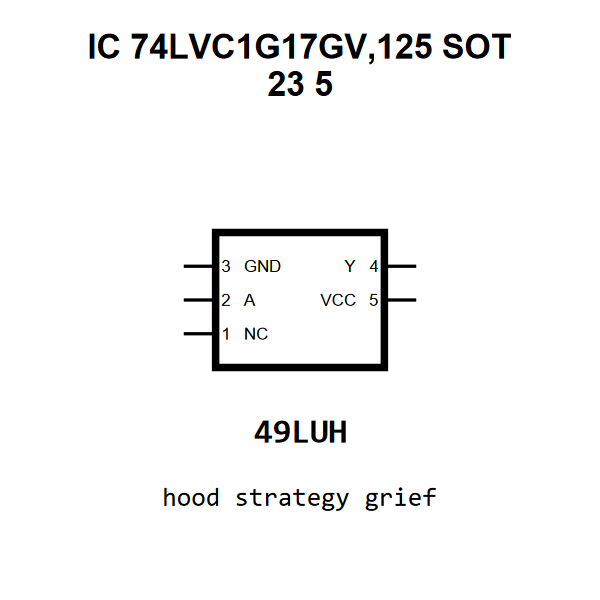 IC 74LVC1G17GV,125 SOT
23 5
3 GND Y 4
2 A VCC 5
1 NC
49LUH
hood strategy grief